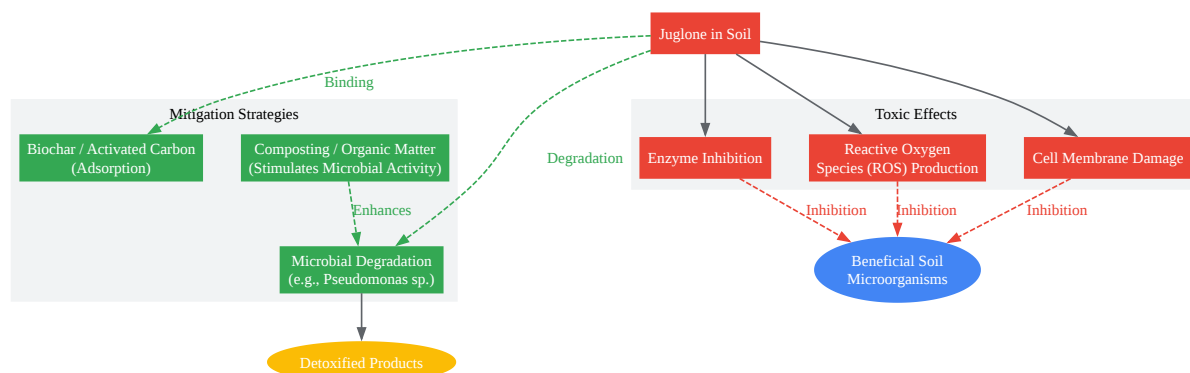 Juglone in Soil
Binding
Mitigation Strategies
Toxic Effects
Biochar / Activated Carbon
(Adsorption)
Composting / Organic Matter
(Stimulates Microbial Activity)
Degradation
Enzyme Inhibition
Reactive Oxygen
Species (ROS) Production
Cell Membrane Damage
Enhances
Inhibition
Inhibition
Inhibition
Microbial Degradation
(e.g., Pseudomonas sp.)
Beneficial Soil
Microorganisms
Detoxified Products